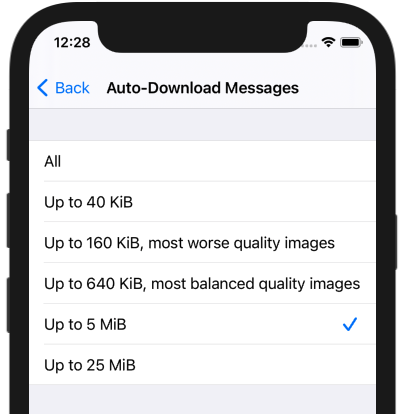 12:28
Back Auto-Download Messages
All
Up to 40 KiB
Up to 160 KiB, most worse quality images
Up to 640 KiB, most balanced quality images
Up to 5 MiB
Up to 25 MiB